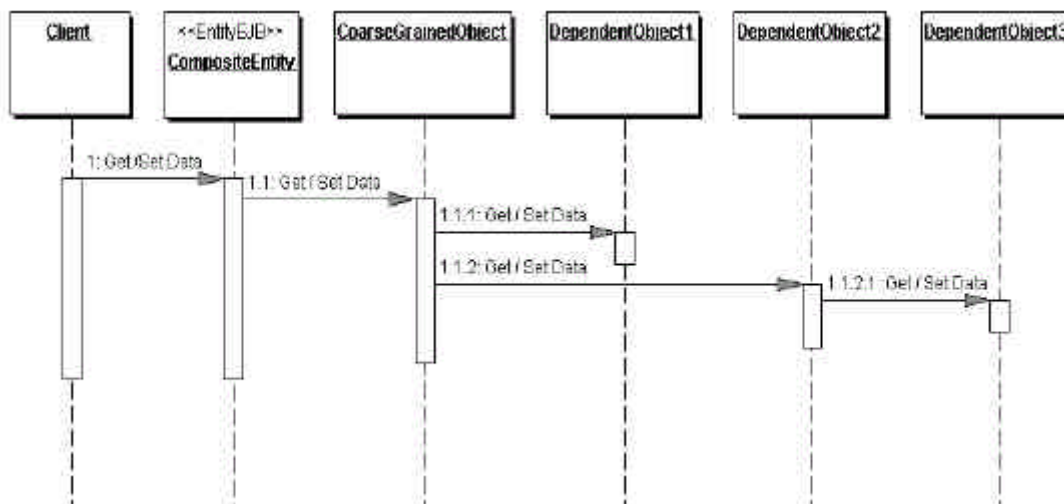 Client
<<EntityEJB>>
CompositeEntity
CoarseGrainedObject
DependentObject1
DependentObject2
DependentObject3
1: Get /Set Data
1.1: Get / Set Data
1.1.1: Get / Set Data
1.1.2: Get / Set Data
1.1.2.1: Get / Set Data